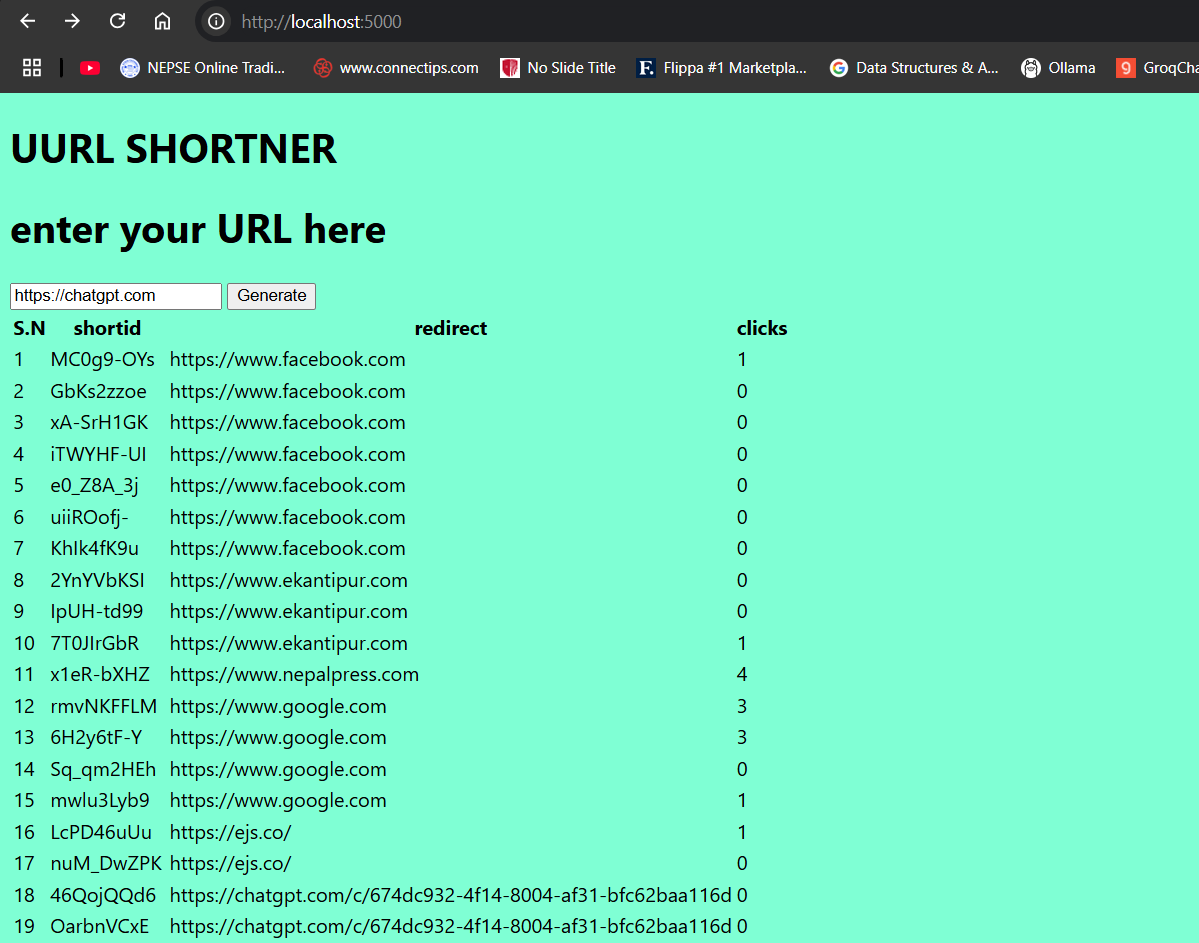 http://localhost:5000
NEPSE Online Tradi... www.connectips.com No Slide Title F. Flippa #1 Marketpla... Data Structures & A... Ollama 9 GroqCha
UURL SHORTNER
enter your URL here
https://chatgpt.com Generate
S.N shortid redirect clicks
1 MC0g9-OYs https://www.facebook.com 1
2 GbKs2zzoe https://www.facebook.com 0
3 xA-SrH1GK https://www.facebook.com 0
4 iTWYHF-UI https://www.facebook.com 0
5 e0_Z8A_3j https://www.facebook.com 0
6 uiiROofj- https://www.facebook.com 0
7 KhIk4fK9u https://www.facebook.com 0
8 2YnYVbKSI https://www.ekantipur.com 0
9 IpUH-td99 https://www.ekantipur.com 0
10 7T0JIrGbR https://www.ekantipur.com 1
11 x1eR-bXHZ https://www.nepalpress.com 4
12 rmvNKFFLM https://www.google.com 3
13 6H2y6tF-Y https://www.google.com 3
14 Sq_qm2HEh https://www.google.com 0
15 mwlu3Lyb9 https://www.google.com 1
16 LcPD46uUu https://ejs.co/ 1
17 nuM_DwZPK https://ejs.co/ 0
18 46QojQQd6 https://chatgpt.com/c/674dc932-4f14-8004-af31-bfc62baa116d 0
19 OarbnVCxE https://chatgpt.com/c/674dc932-4f14-8004-af31-bfc62baa116d 0